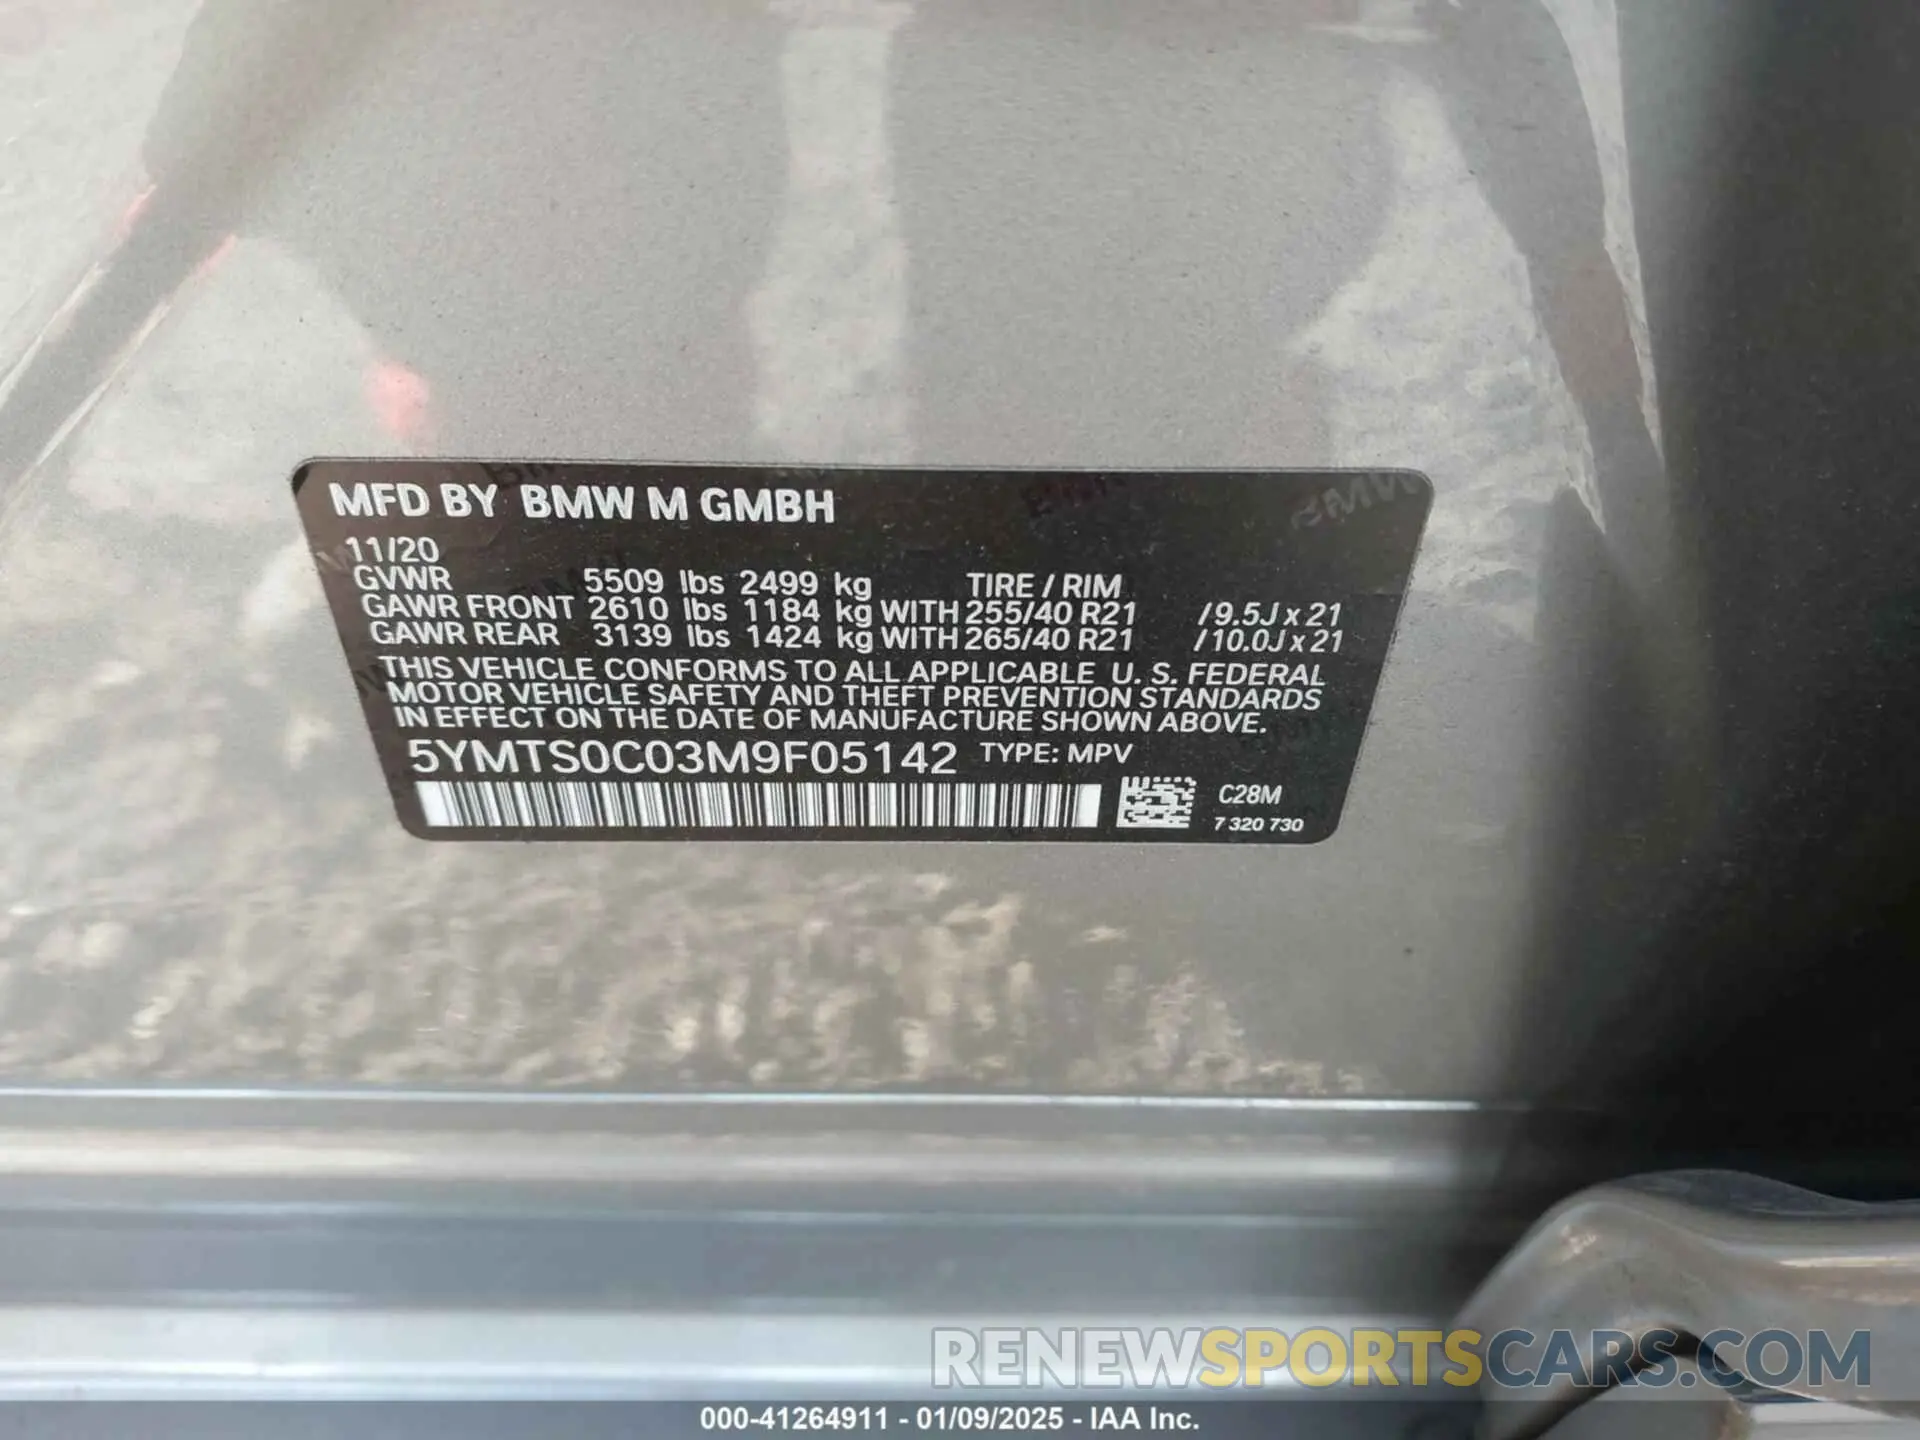 MFD BY BMW M GMBH
11/20
GVWR 5509 lbs 2499 kg TIRE / RIM
GAWR FRONT 2610 lbs 1184 kg WITH 255/40 R21 / 9.5J x 21
GAWR REAR 3139 lbs 1424 kg WITH 265/40 R21 / 10.0J x 21
THIS VEHICLE CONFORMS TO ALL APPLICABLE U. S. FEDERAL
MOTOR VEHICLE SAFETY AND THEFT PREVENTION STANDARDS
IN EFFECT ON THE DATE OF MANUFACTURE SHOWN ABOVE.
5YMTS0C03M9F05142 TYPE: MPV
C28M
7 320 730
RENEWSPORTSCARS.COM
000-41264911 - 01/09/2025 - IAA Inc.